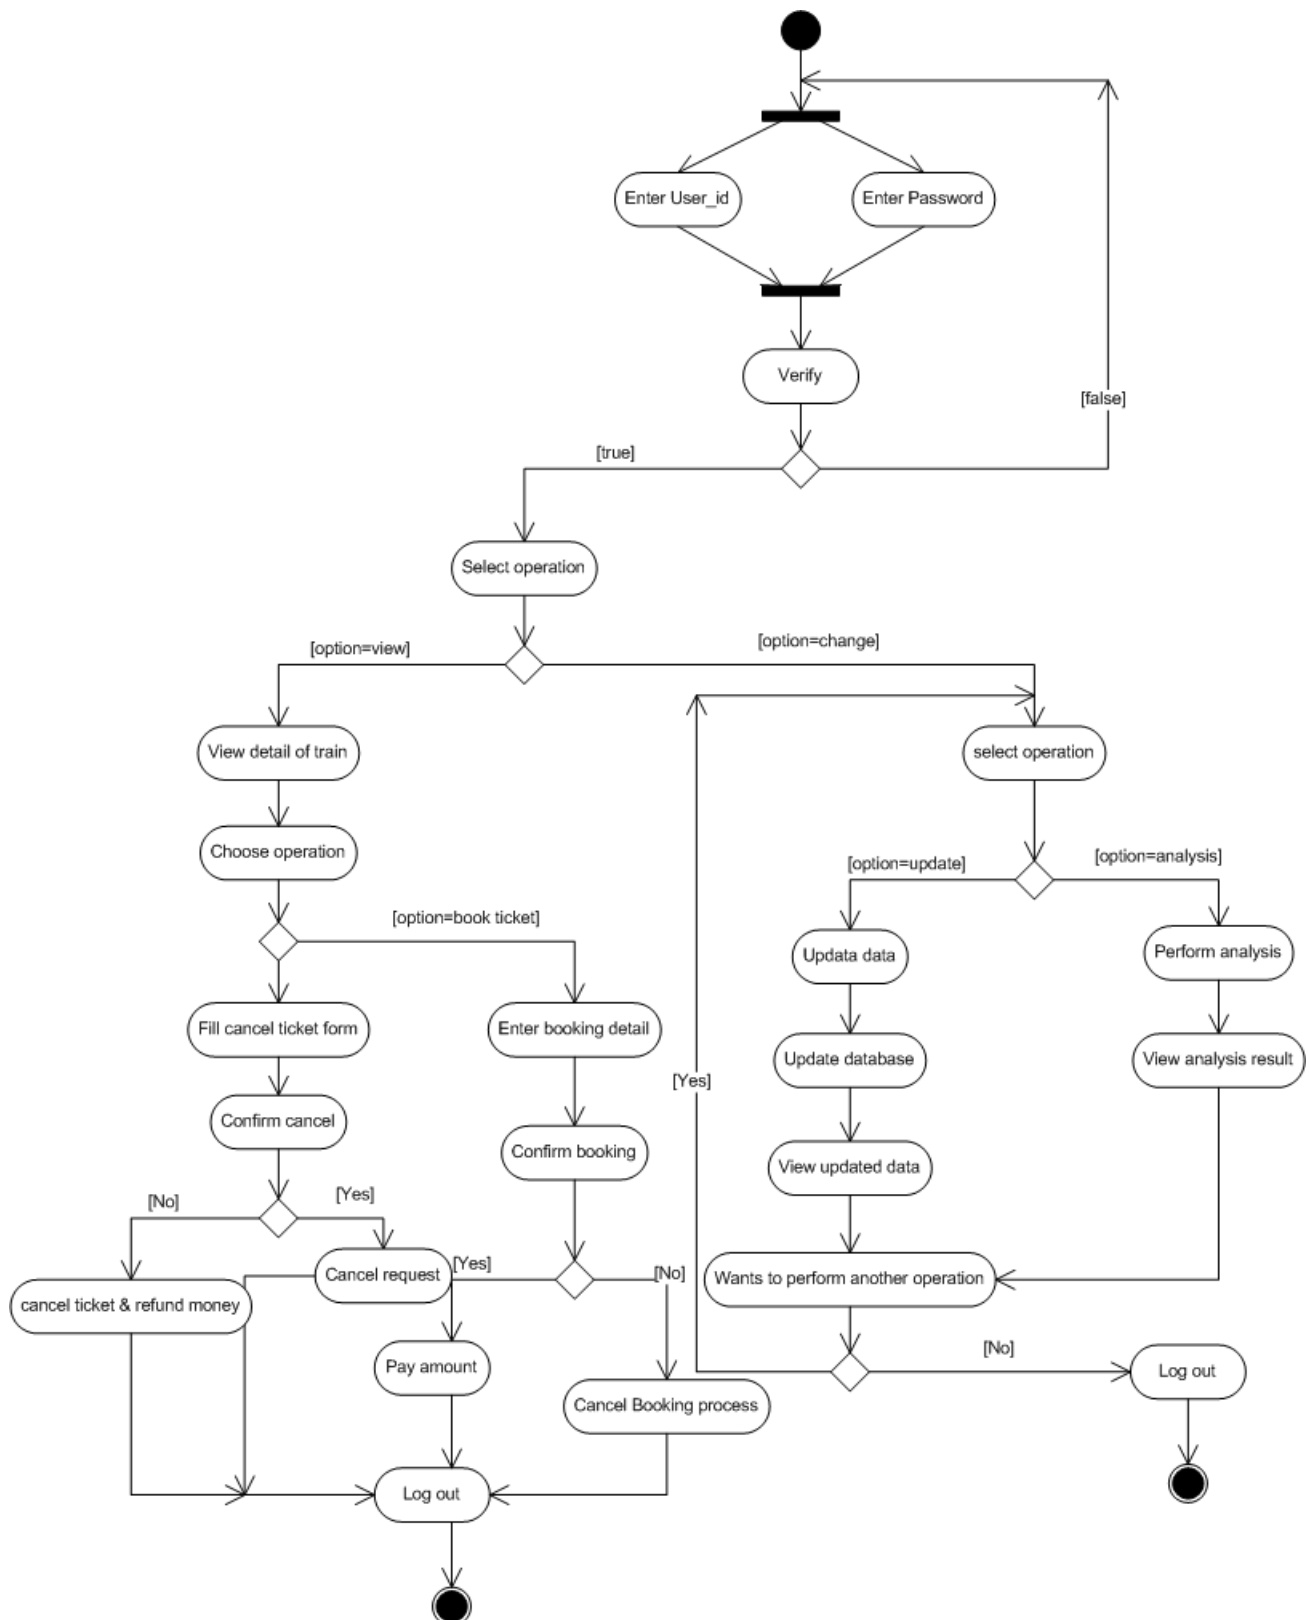 Enter User_id
Enter Password
Verify
[false]
[true]
Select operation
[option=view]
[option=change]
View detail of train
select operation
Choose operation
[option=update]
[option=analysis]
[option=book ticket]
Updata data
Perform analysis
Fill cancel ticket form
Enter booking detail
Update database
View analysis result
[Yes]
Confirm cancel
Confirm booking
View updated data
[No]
[Yes]
Cancel request
[Yes]
[No]
Wants to perform another operation
cancel ticket & refund money
[No]
Pay amount
Log out
Cancel Booking process
Log out